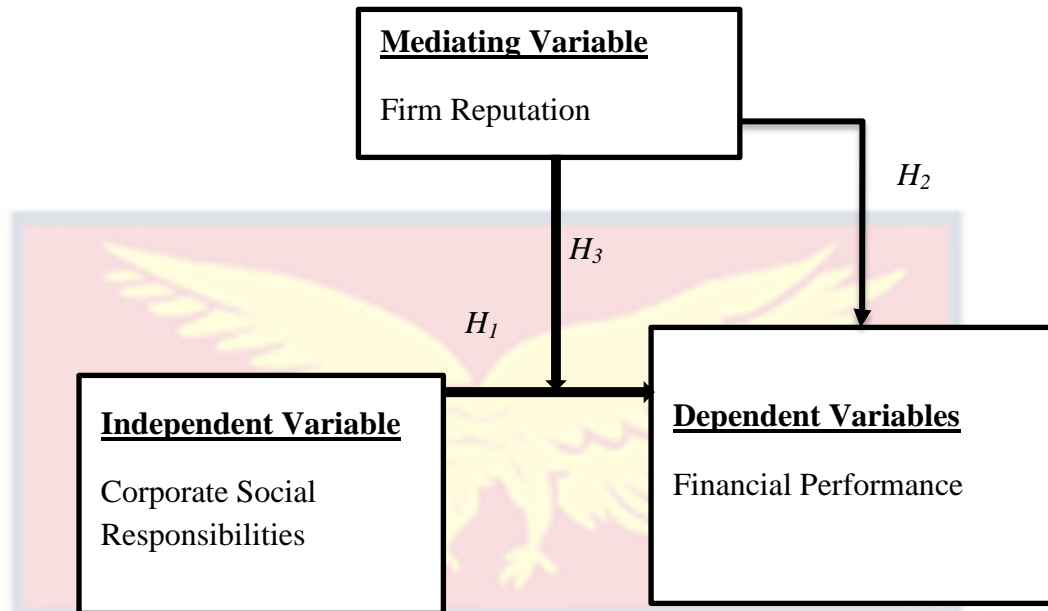 Mediating Variable
Firm Reputation
H2
H3
H1
Independent Variable
Corporate Social
Responsibilities
Dependent Variables
Financial Performance